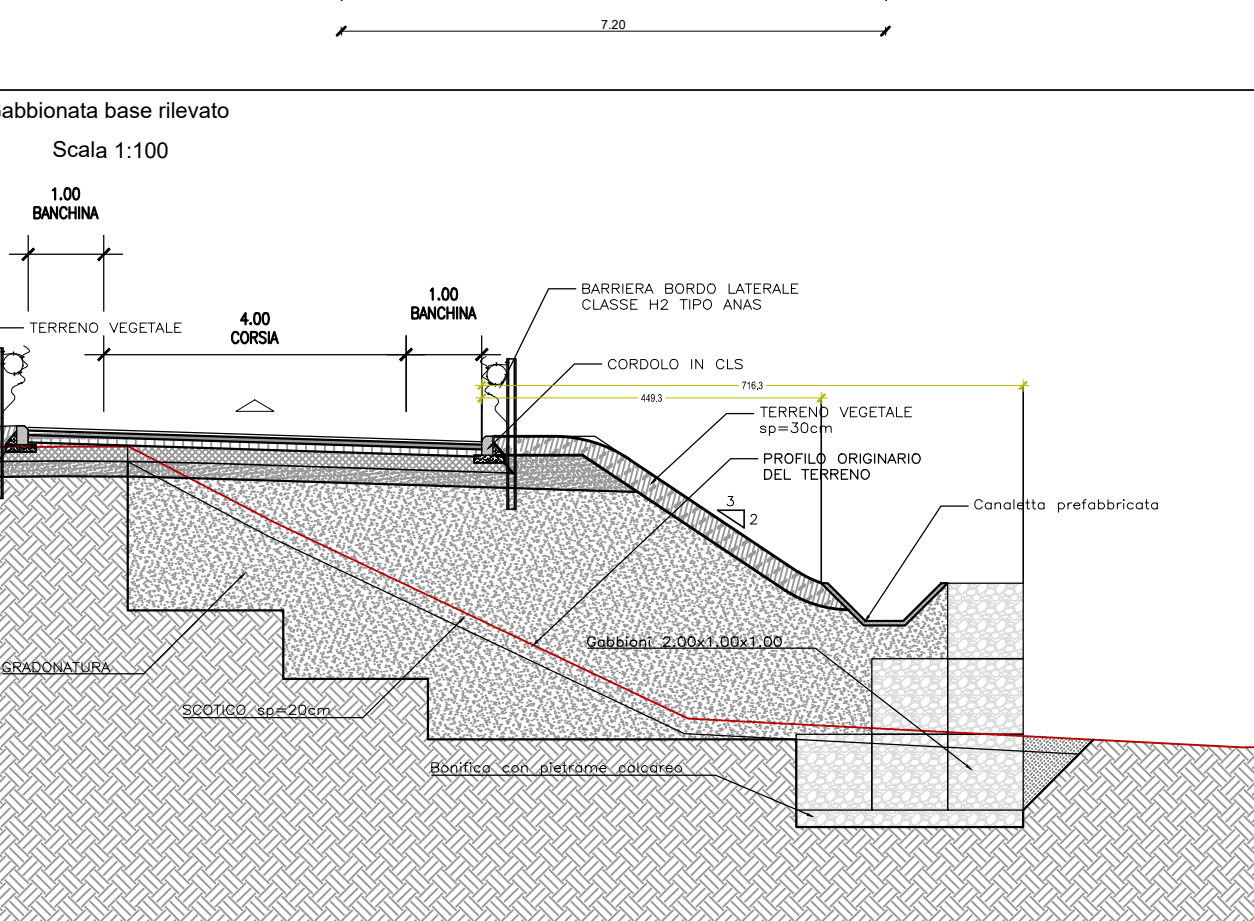 7.20
Gabbionata base rilevato
Scala 1:100
1.00
BANCHINA
BARRIERA BORDO LATERALE
CLASSE H2 TIPO ANAS
1.00
BANCHINA
4.00
CORSIA
TERRENO VEGETALE
CORDOLO IN CLS
716,3
449.3
TERRENO VEGETALE
sp=30cm
PROFILO ORIGINARIO
DEL TERRENO
3
2
Canaletta prefabbricata
Gabbioni 2.00x1.00x1.00
GRADONATURA
SCOTICO sp=20cm
Bonifica con pietrame calcareo